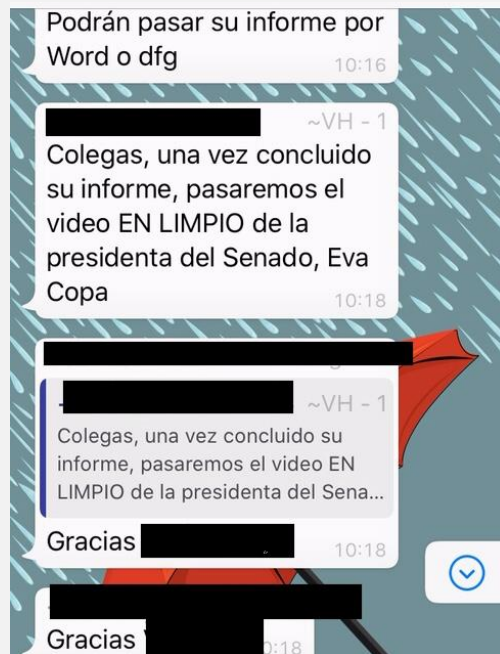 Podrán pasar su informe por
Word o dfg
10:16
~VH - 1
Colegas, una vez concluido
su informe, pasaremos el
video EN LIMPIO de la
presidenta del Senado, Eva
Copa
10:18
~VH - 1
Colegas, una vez concluido su
informe, pasaremos el video EN
LIMPIO de la presidenta del Sena...
Gracias
10:18
Gracias